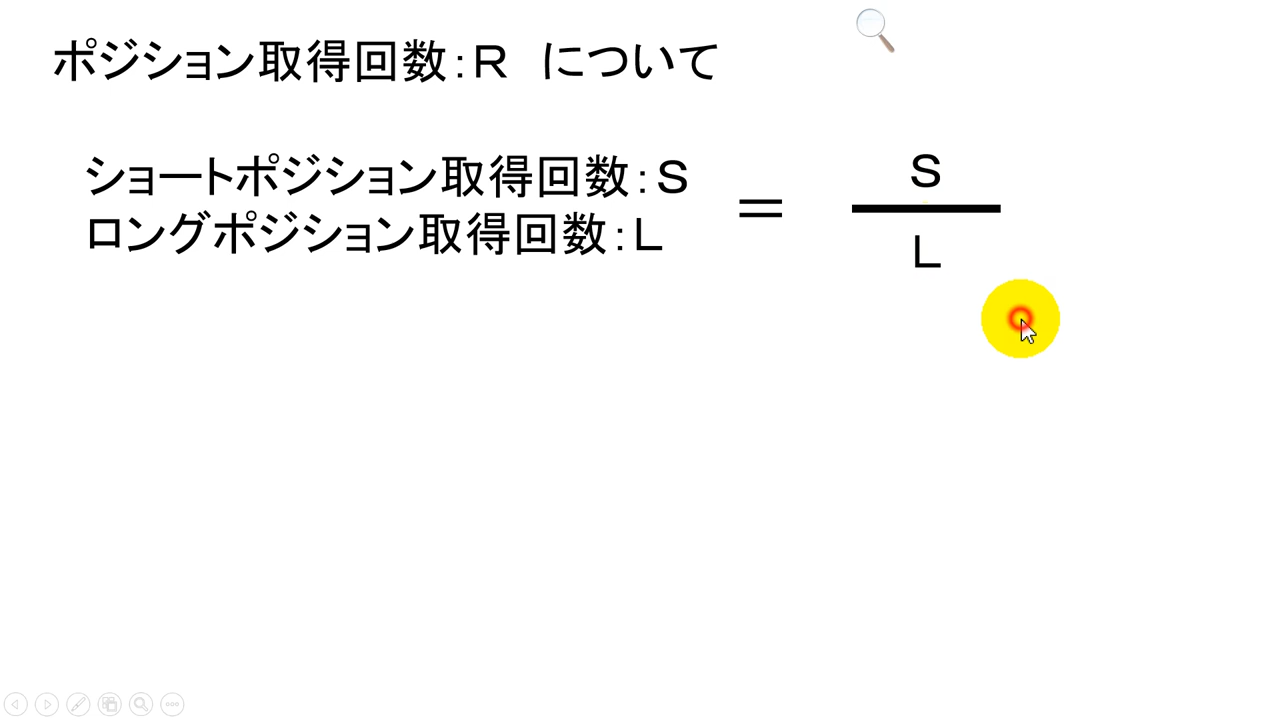 ポジション取得回数：Ｒ　について
ショートポジション取得回数：Ｓ
ロングポジション取得回数：Ｌ
＝
Ｓ
Ｌ